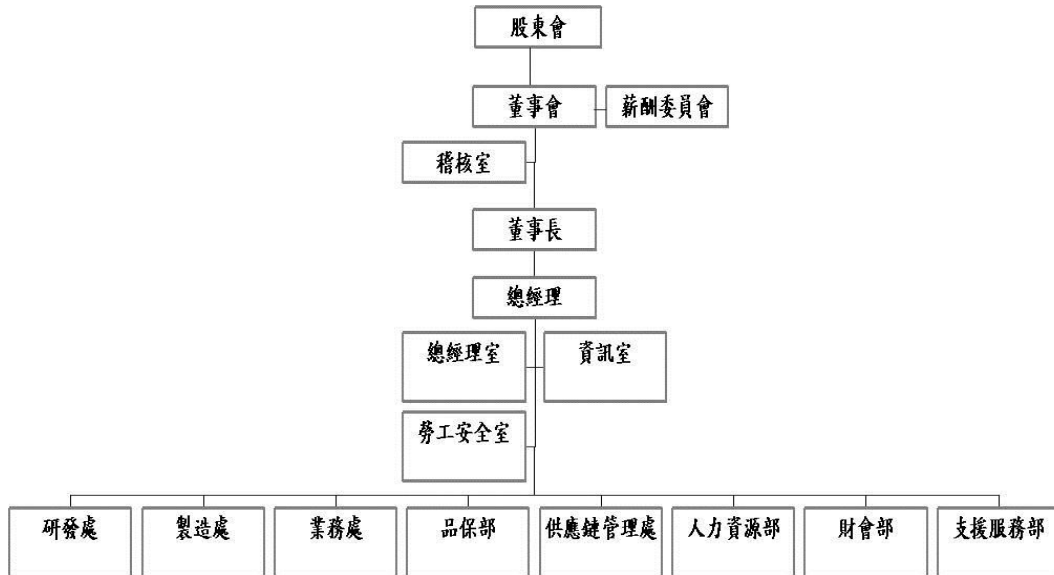 股東會
董事會
薪酬委員會
稽核室
董事長
總經理
總經理室
資訊室
勞工安全室
研發處
製造處
業務處
品保部
供應鏈管理處
人力資源部
財會部
支援服務部